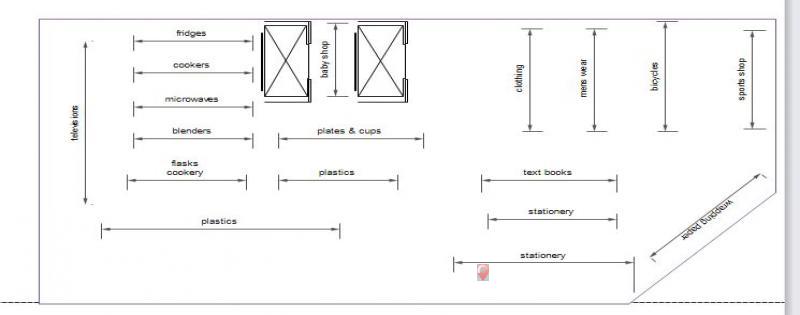 fridges
cookers
microwaves
blenders
flasks
cookery
televisions
plastics
baby shop
plates & cups
plastics
clothing
mens wear
bicycles
sports shop
text books
stationery
stationery
wrapping paper